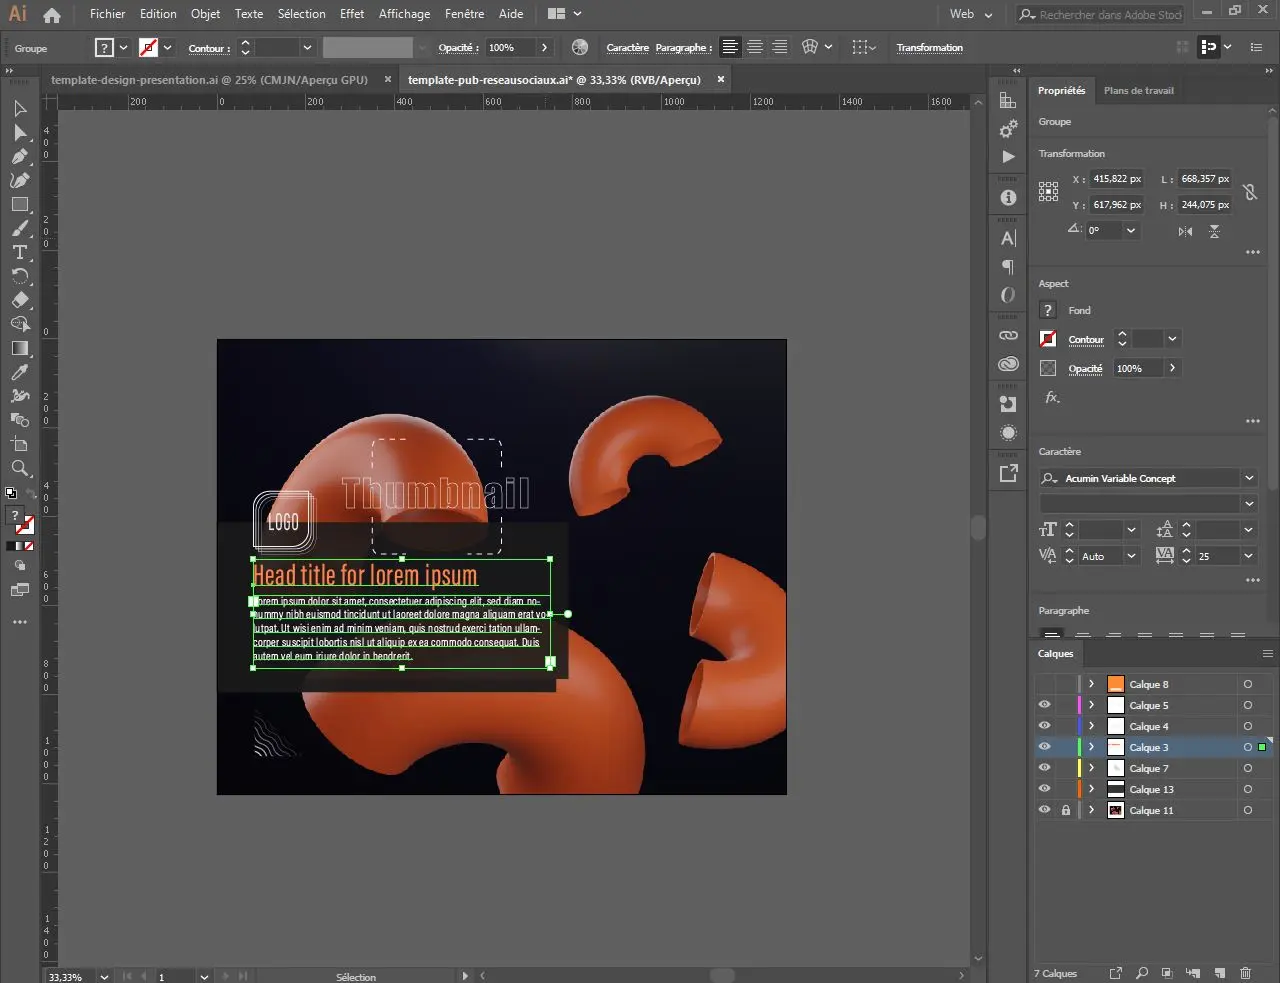 Ai
Fichier Edition Objet Texte Sélection Effet Affichage Fenêtre Aide Web Rechercher dans Adobe Stock
Groupe ? Contour : Opacité : 100% Caractère Paragraphe : Transformation
template-design-presentation.ai @ 25% (CMJN/Aperçu GPU) × template-pub-reseausociaux.ai* @ 33,33% (RVB/Aperçu) ×
200 0 200 400 600 800 1000 1200 1400 1600
400
200
0
200
400
600
800
1000
1200
1400
Thumbnail
LOGO
Head title for lorem ipsum
Lorem ipsum dolor sit amet, consectetuer adipiscing elit, sed diam no-
nummy nibh euismod tincidunt ut laoreet dolore magna aliquam erat vo-
lutpat. Ut wisi enim ad minim veniam, quis nostrud exerci tation ullam-
corper suscipit lobortis nisl ut aliquip ex ea commodo consequat. Duis
autem vel eum iriure dolor in hendrerit.
Propriétés Plans de travail
Groupe
Transformation
X : 415,822 px L : 668,357 px
Y : 617,962 px H : 244,075 px
0°
Aspect
? Fond
Contour
Opacité 100%
fx.
Caractère
Acumin Variable Concept
Auto 25
Paragraphe
Calques
Calque 8
Calque 5
Calque 4
Calque 3
Calque 7
Calque 13
Calque 11
7 Calques
33,33% 1 Sélection